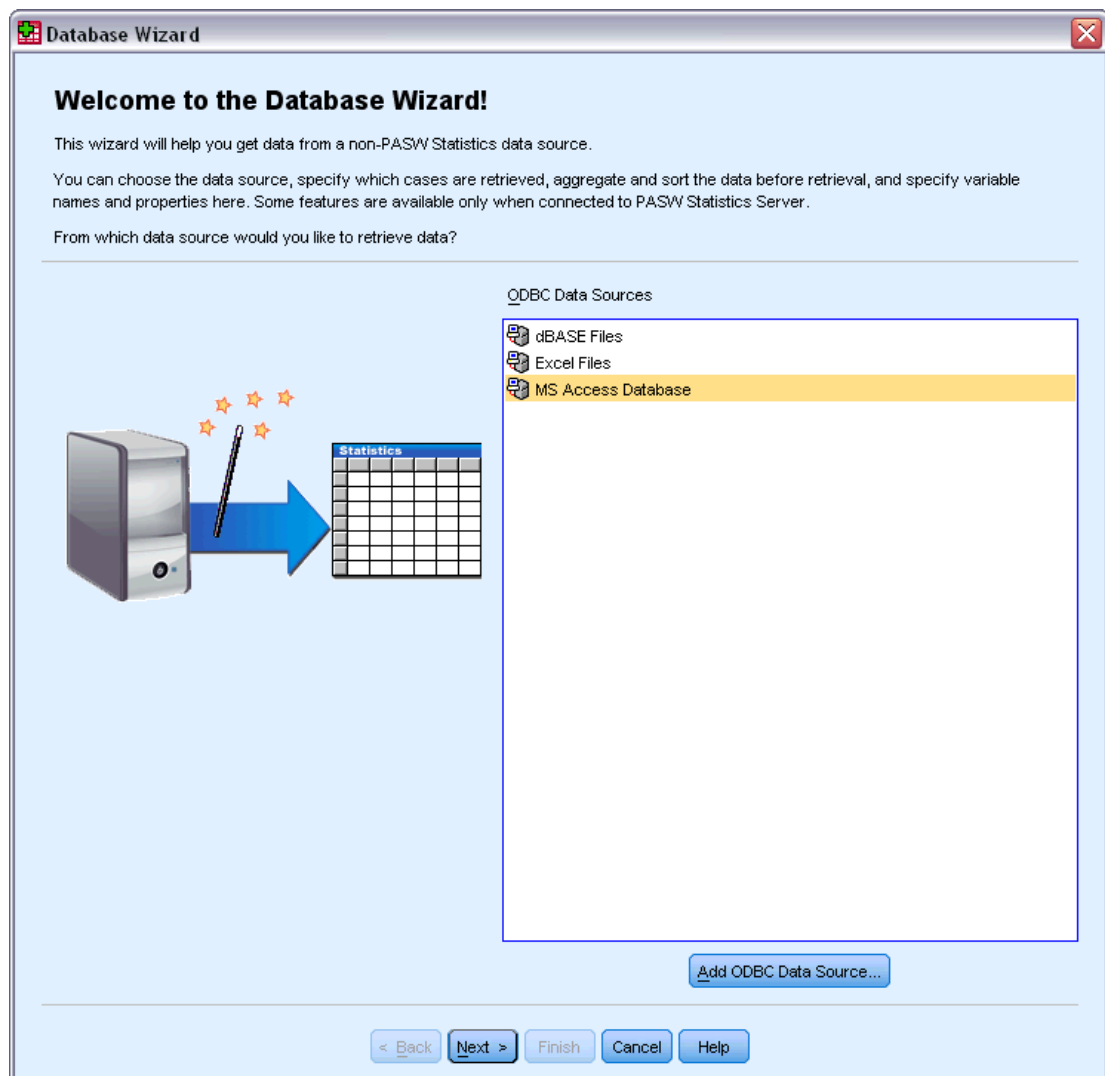 Database Wizard
Welcome to the Database Wizard!
This wizard will help you get data from a non-PASW Statistics data source.
You can choose the data source, specify which cases are retrieved, aggregate and sort the data before retrieval, and specify variable
names and properties here. Some features are available only when connected to PASW Statistics Server.
From which data source would you like to retrieve data?
ODBC Data Sources
dBASE Files
Excel Files
MS Access Database
Statistics
Add ODBC Data Source...
< Back Next > Finish Cancel Help